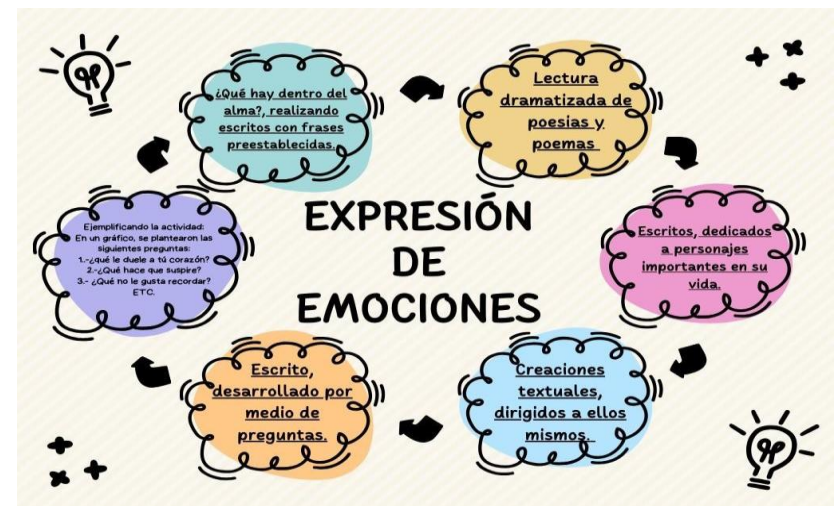 ¿Qué hay dentro del
alma?, realizando
escritos con frases
preestablecidas.
Lectura
dramatizada de
poesias y
poemas
Escritos, dedicados
a personajes
importantes en su
vida.
Creaciones
textuales,
dirigidos a ellos
mismos.
Escrito,
desarrollado por
medio de
preguntas.
Ejemplificando la actividad:
En un gráfico, se plantearon las
siguientes preguntas:
1.-¿qué le duele a tú corazón?
2.-¿Qué hace que suspire?
3.- ¿Qué no le gusta recordar?
ETC.
EXPRESIÓN
DE
EMOCIONES